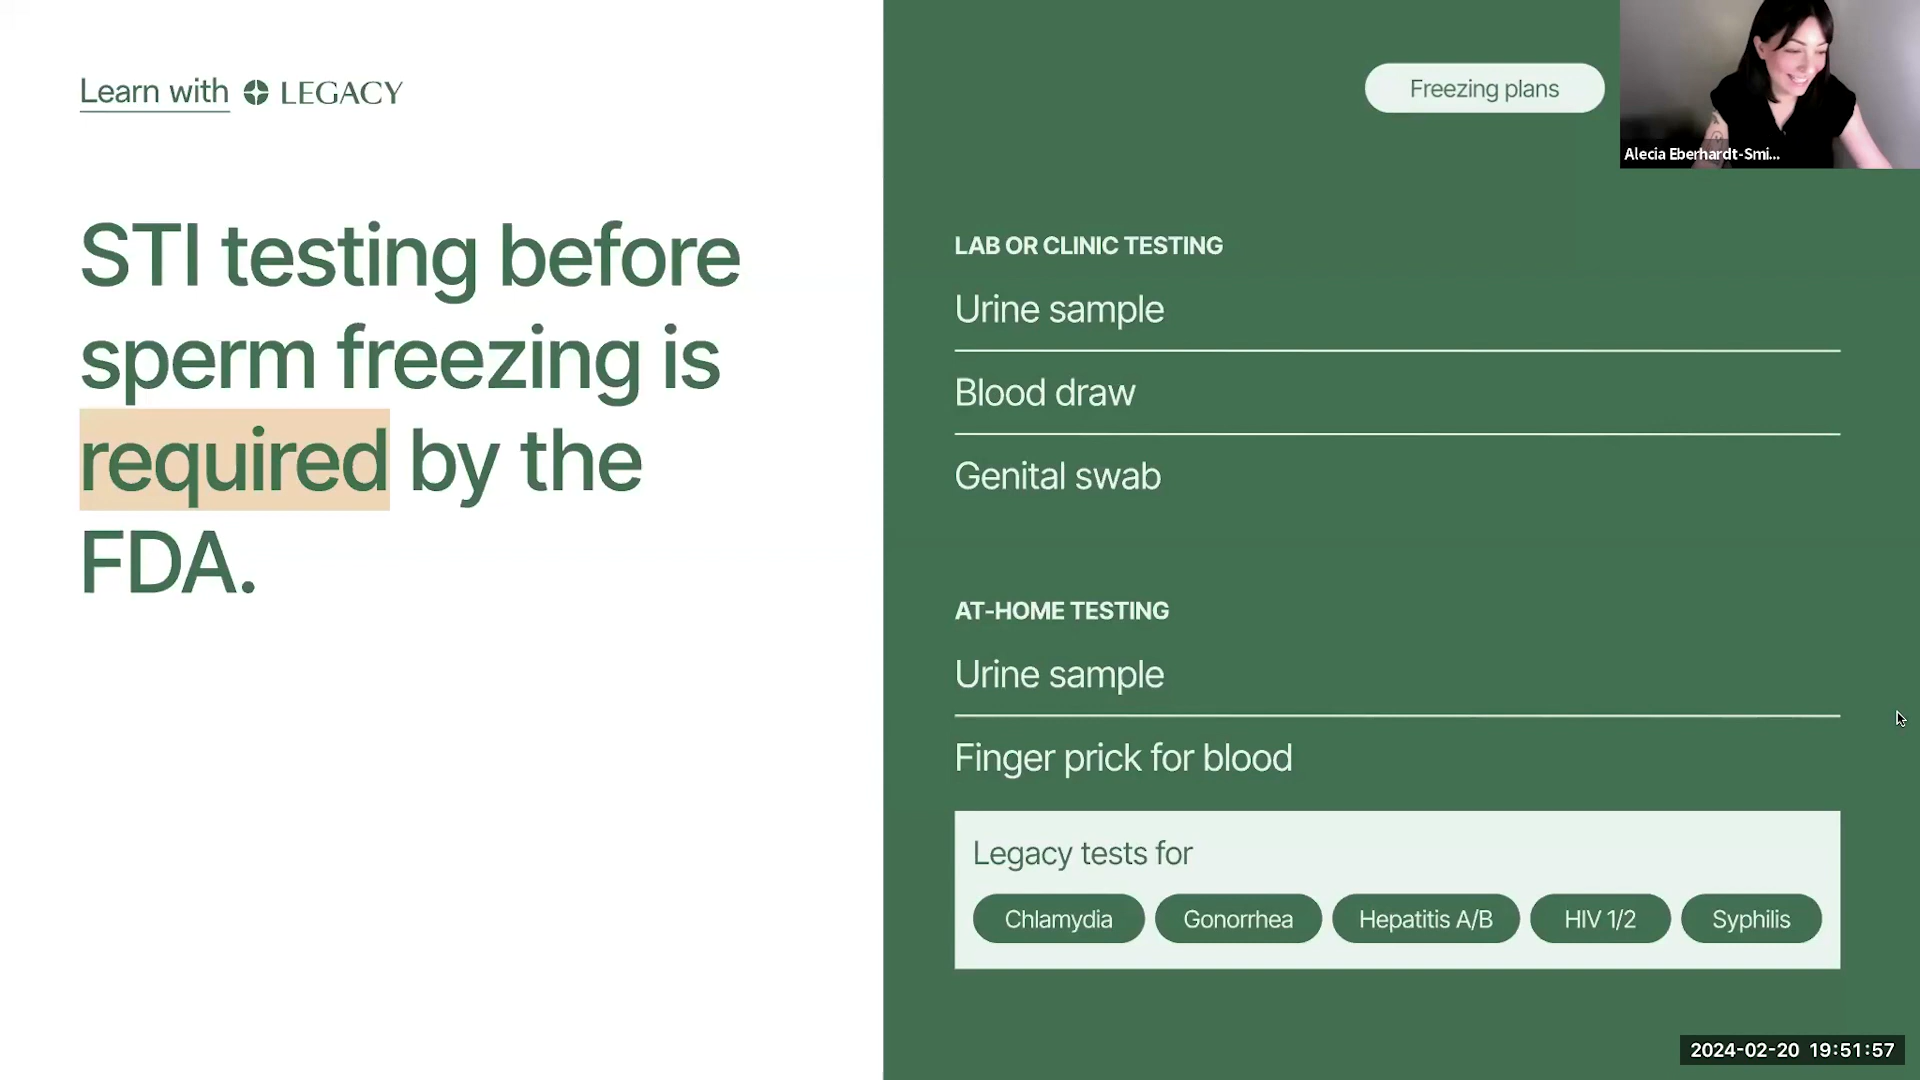 Learn with LEGACY
STI testing before
sperm freezing is
required by the
FDA.
Freezing plans
Alecia Eberhardt-Smi...
LAB OR CLINIC TESTING
Urine sample
Blood draw
Genital swab
AT-HOME TESTING
Urine sample
Finger prick for blood
Legacy tests for
Chlamydia Gonorrhea Hepatitis A/B HIV 1/2 Syphilis
2024-02-20 19:51:57